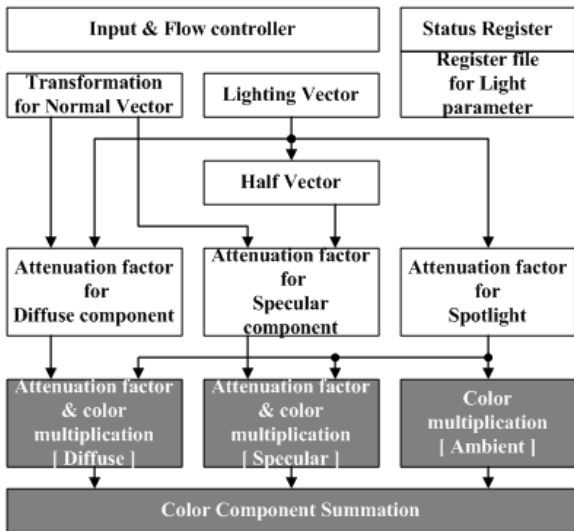 Input & Flow controller
Status Register
Register file
for Light
parameter
Transformation
for Normal Vector
Lighting Vector
Half Vector
Attenuation factor
for
Diffuse component
Attenuation factor
for
Specular
component
Attenuation factor
for
Spotlight
Attenuation factor
& color
multiplication
[ Diffuse ]
Attenuation factor
& color
multiplication
[ Specular ]
Color
multiplication
[ Ambient ]
Color Component Summation